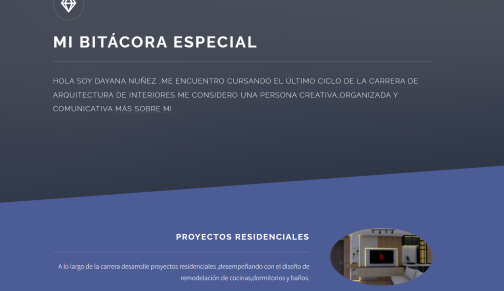 MI BITÁCORA ESPECIAL
HOLA SOY DAYANA NUÑEZ .ME ENCUENTRO CURSANDO EL ÚLTIMO CICLO DE LA CARRERA DE
ARQUITECTURA DE INTERIORES ME CONSIDERO UNA PERSONA CREATIVA,ORGANIZADA Y
COMUNICATIVA MÁS SOBRE MI
PROYECTOS RESIDENCIALES
A lo largo de la carrera desarrolle proyectos residenciales ,desempeñando con el diseño de
remodelación de cocinas,dormitorios y baños.